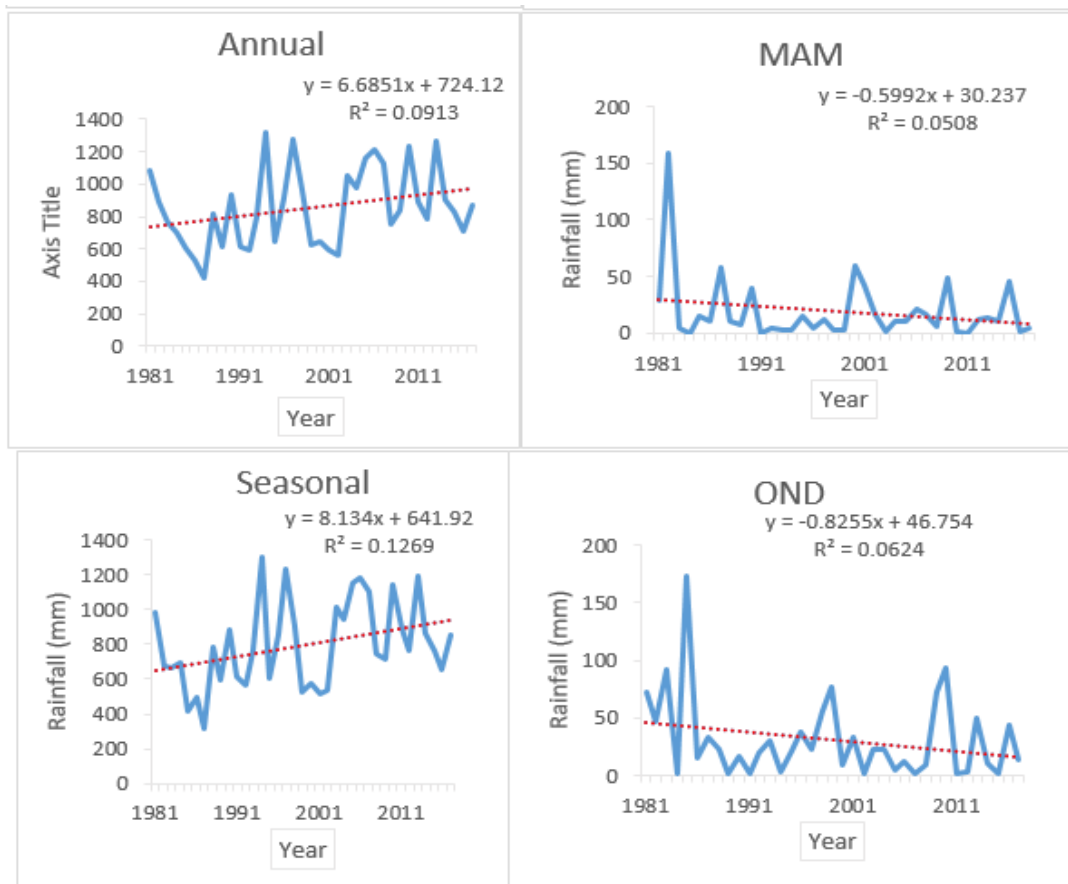 Annual
y = 6.6851x + 724.12
R² = 0.0913
1400
1200
1000
800
600
400
200
0
Axis Title
1981 1991 2001 2011
Year
MAM
y = -0.5992x + 30.237
R² = 0.0508
200
150
100
50
0
Rainfall (mm)
1981 1991 2001 2011
Year
Seasonal
y = 8.134x + 641.92
R² = 0.1269
1400
1200
1000
800
600
400
200
0
Rainfall (mm)
1981 1991 2001 2011
Year
OND
y = -0.8255x + 46.754
R² = 0.0624
200
150
100
50
0
Rainfall (mm)
1981 1991 2001 2011
Year